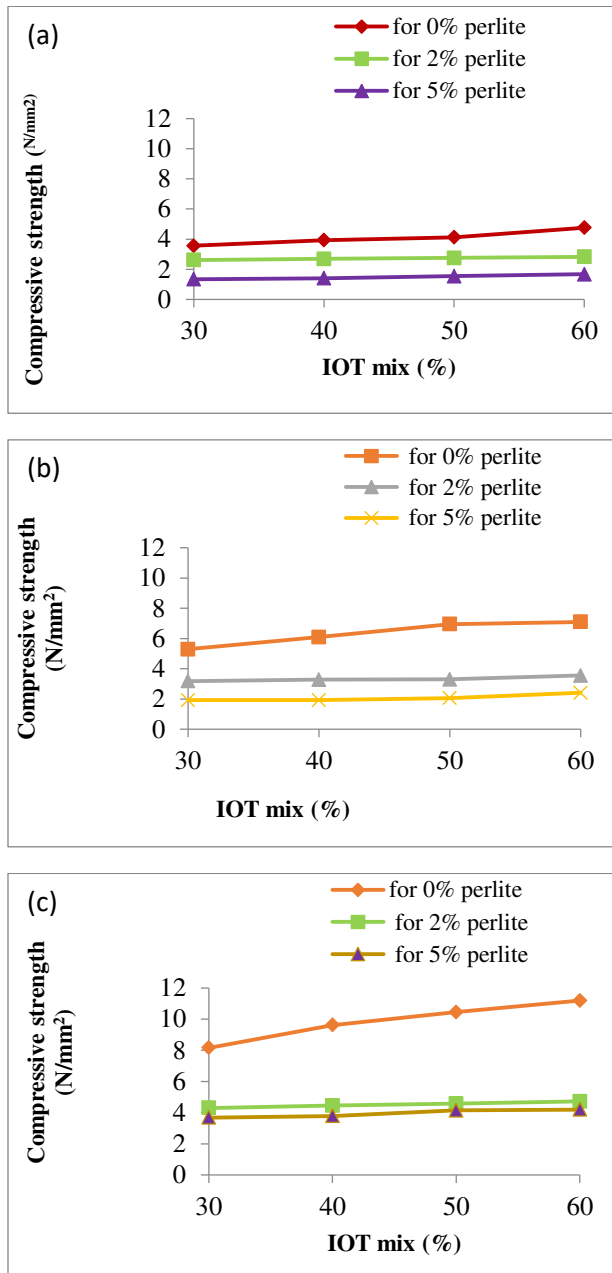 (a)
for 0% perlite
for 2% perlite
for 5% perlite
Compressive strength (N/mm2)
12
10
8
6
4
2
0
30 40 50 60
IOT mix (%)
(b)
for 0% perlite
for 2% perlite
for 5% perlite
Compressive strength
(N/mm²)
12
10
8
6
4
2
0
30 40 50 60
IOT mix (%)
(c)
for 0% perlite
for 2% perlite
for 5% perlite
Compressive strength
(N/mm²)
12
10
8
6
4
2
0
30 40 50 60
IOT mix (%)